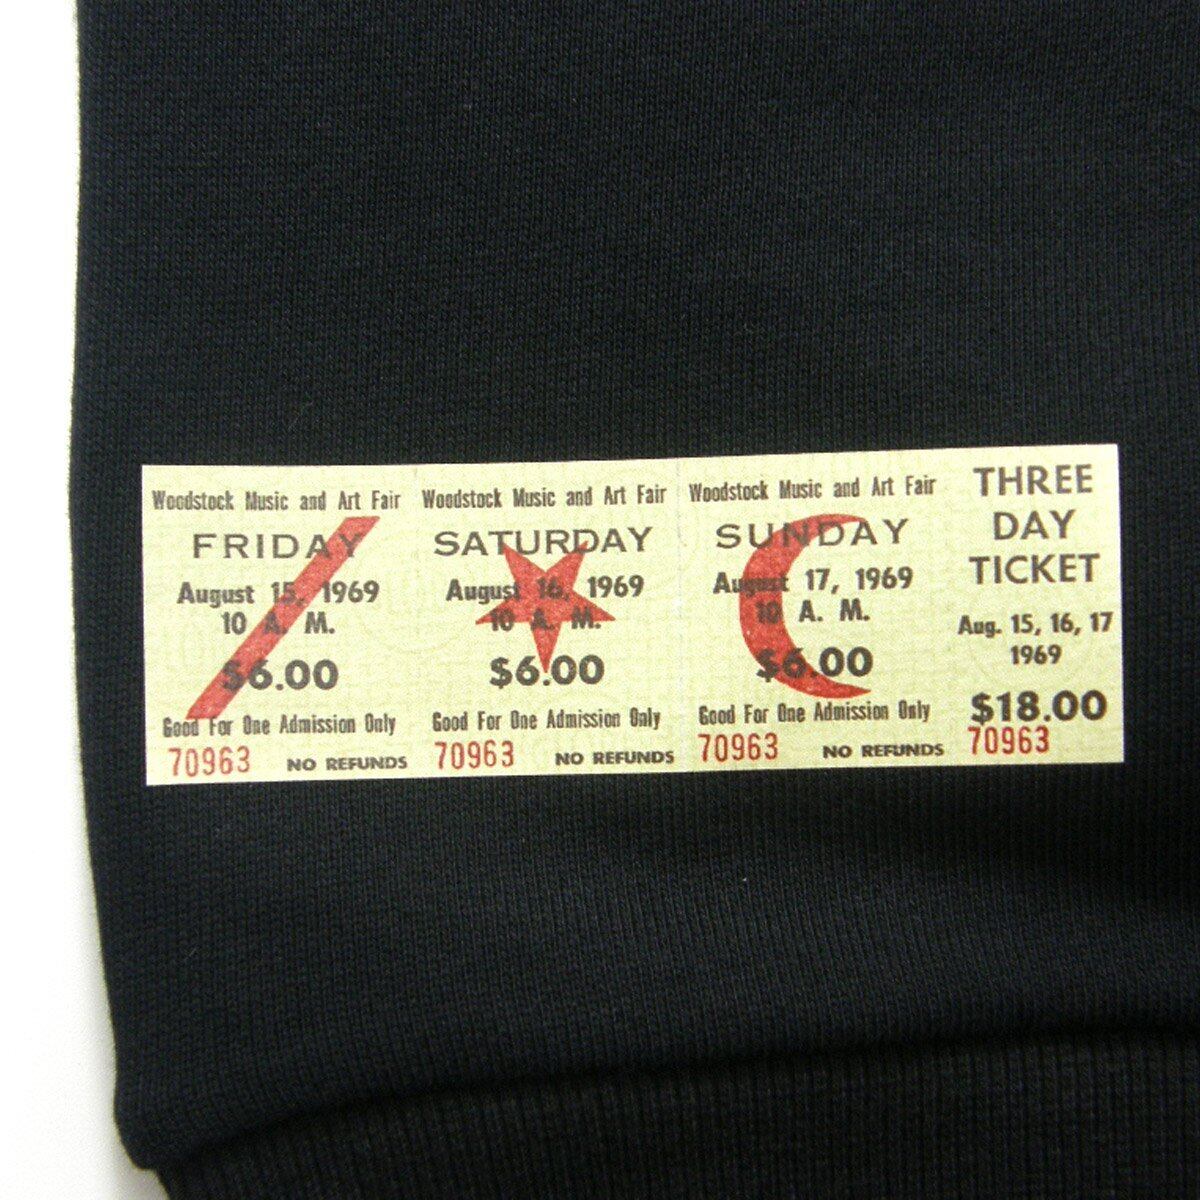 Woodstock Music and Art Fair
FRIDAY
August 15, 1969
10 A. M.
$6.00
Good For One Admission Only
70963 NO REFUNDS
Woodstock Music and Art Fair
SATURDAY
August 16, 1969
10 A. M.
$6.00
Good For One Admission Only
70963 NO REFUNDS
Woodstock Music and Art Fair
SUNDAY
August 17, 1969
10 A. M.
$6.00
Good For One Admission Only
70963 NO REFUNDS
THREE
DAY
TICKET
Aug. 15, 16, 17
1969
$18.00
70963